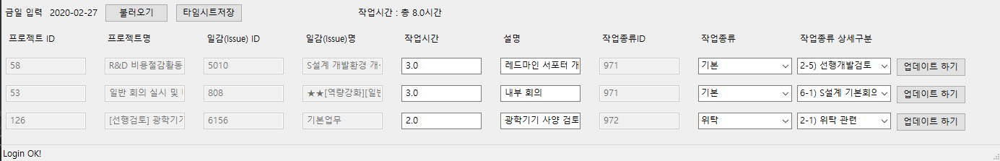 금일 입력 2020-02-27 불러오기 타임시트저장 작업시간 : 총 8.0시간
프로젝트 ID 프로젝트명 일감(Issue) ID 일감(Issue)명 작업시간 설명 작업종류ID 작업종류 작업종류 상세구분
58 R&D 비용절감활동 5010 S설계 개발환경 3.0 레드마인 서포터 971 기본 2-5) 선행개발검토 업데이트 하기
53 일반 회의 실시 및 808 ★★[역량강화][일반 3.0 내부 회의 971 기본 6-1) S설계 기본회의 업데이트 하기
126 [선행검토] 광학기기 6156 기본업무 2.0 광학기기 사양 검토 972 위탁 2-1) 위탁 관련 업데이트 하기
Login OK!